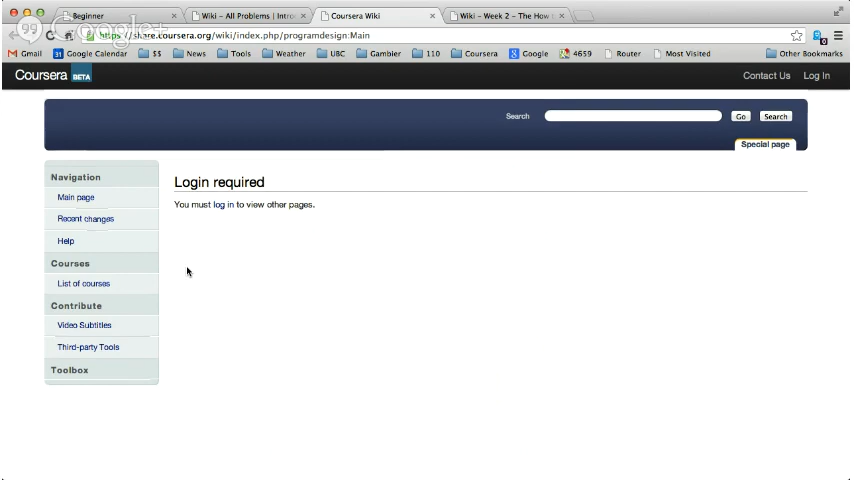 Beginner
Wiki - All Problems | Intro
Coursera Wiki
Wiki - Week 2 - The How t
Google+
https://share.coursera.org/wiki/index.php/programdesign:Main
Gmail Google Calendar $$ News Tools Weather UBC Gambier 110 Coursera Google 4659 Router Most Visited Other Bookmarks
Coursera BETA Contact Us Log In
Search Go Search
Special page
Navigation
Main page
Recent changes
Help
Courses
List of courses
Contribute
Video Subtitles
Third-party Tools
Toolbox
Login required
You must log in to view other pages.